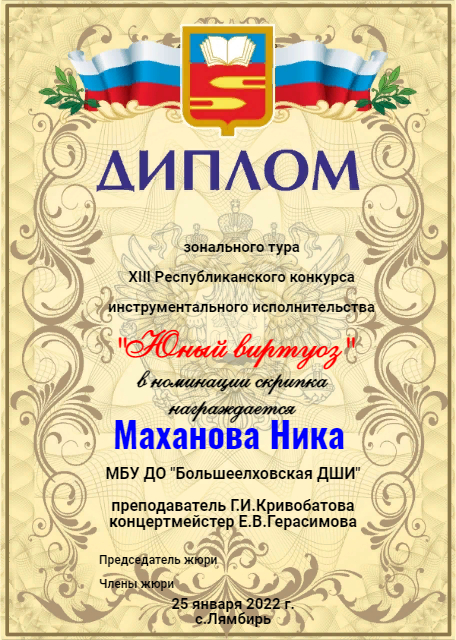 ДИПЛОМ
зонального тура
XIII Республиканского конкурса
инструментального исполнительства
"Юный виртуоз"
в номинации скрипка
награждается
Маханова Ника
МБУ ДО "Большеелховская ДШИ"
преподаватель Г.И.Кривобатова
концертмейстер Е.В.Герасимова
Председатель жюри
Члены жюри
25 января 2022 г.
с.Лямбирь